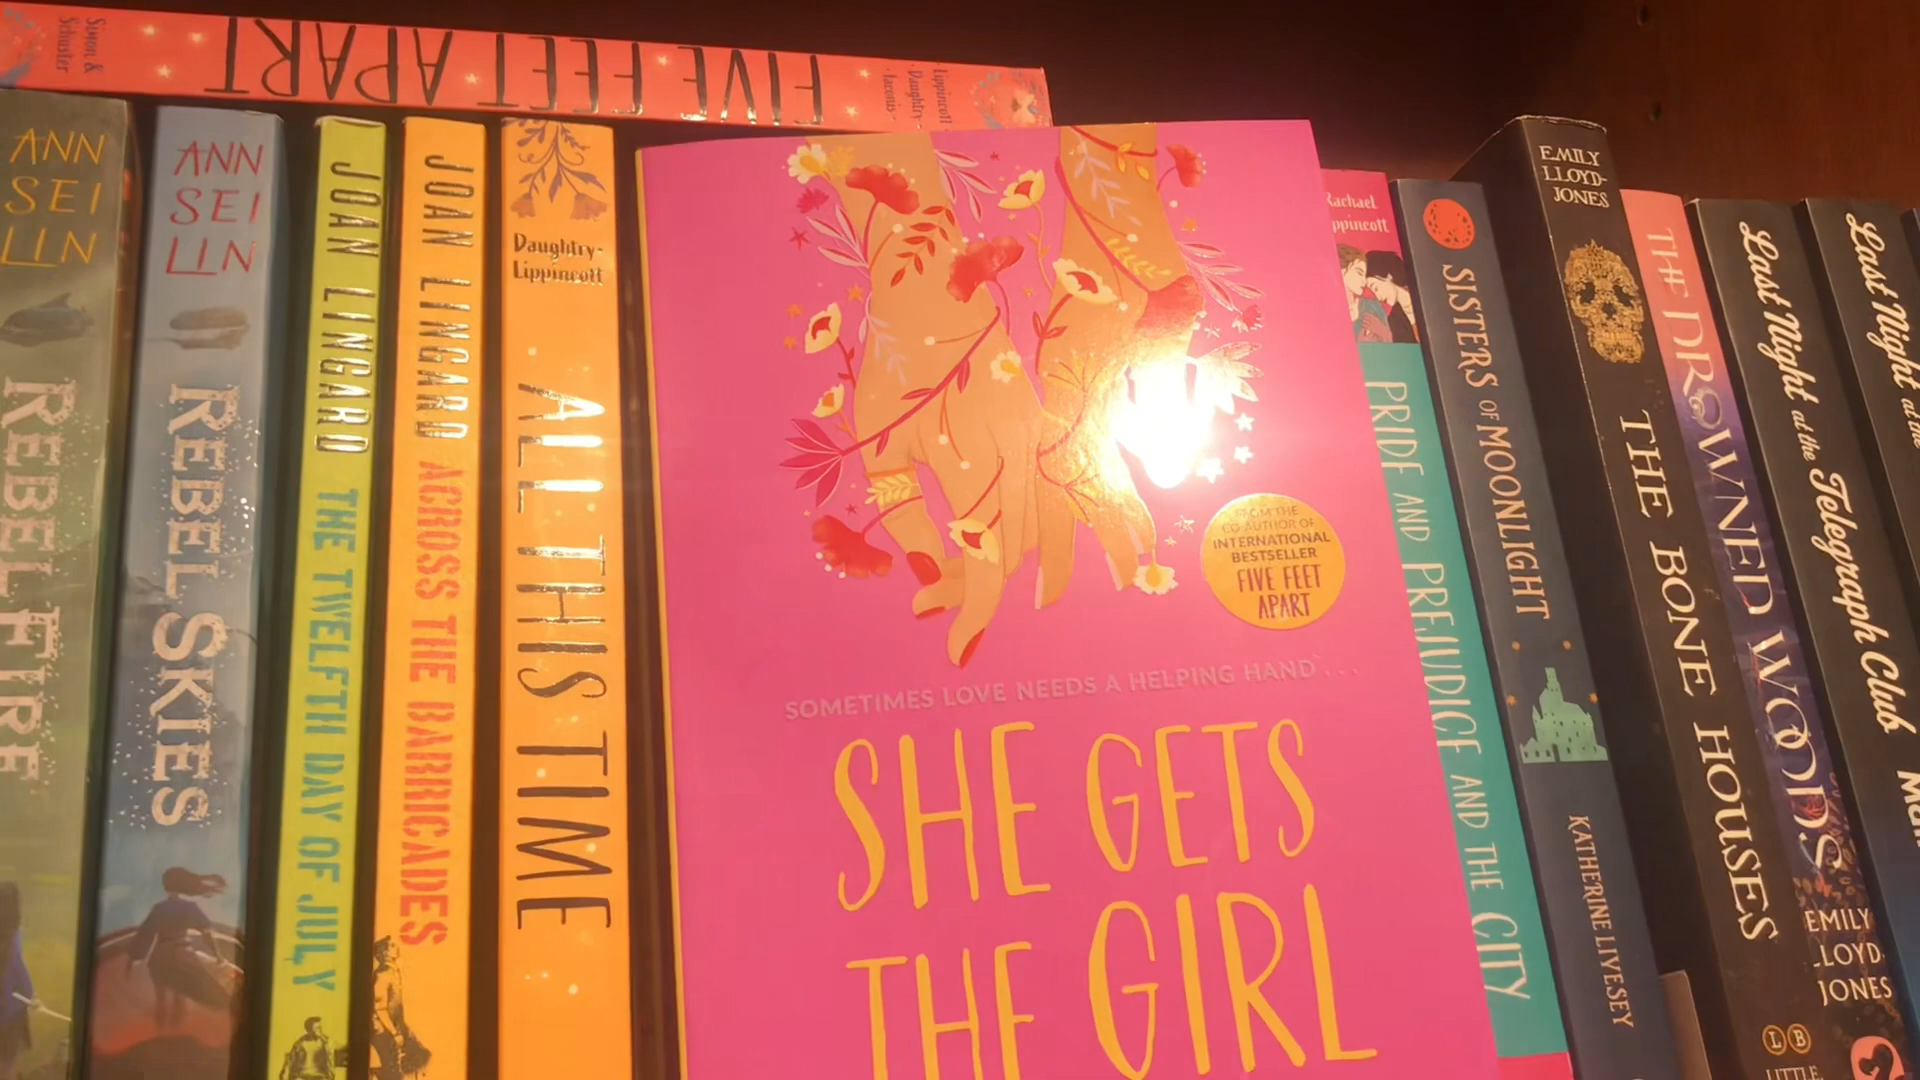 FIVE FEET APART
Lippincott
·Daughtry·
·Iaconis·
Simon &
Schuster
ANN
SEI
LIN
REBEL FIRE
ANN
SEI
LIN
REBEL SKIES
JOAN LINGARD THE TWELFTH DAY OF JULY
JOAN LINGARD ACROSS THE BARRICADES
Daughtry·
Lippincott
ALL THIS TIME
FROM THE
CO-AUTHOR OF
INTERNATIONAL
BESTSELLER
FIVE FEET
APART
SOMETIMES LOVE NEEDS A HELPING HAND . . .
SHE GETS
THE GIRL
Rachael
Lippincott
PRIDE AND PREJUDICE AND THE CITY
SISTERS OF MOONLIGHT
KATHERINE LIVESEY
EMILY
LLOYD-
JONES
THE BONE HOUSES
L B
LITTLE,
THE DROWNED WOODS
EMILY
LLOYD-
JONES
Last Night at the Telegraph Club
Last Night at the